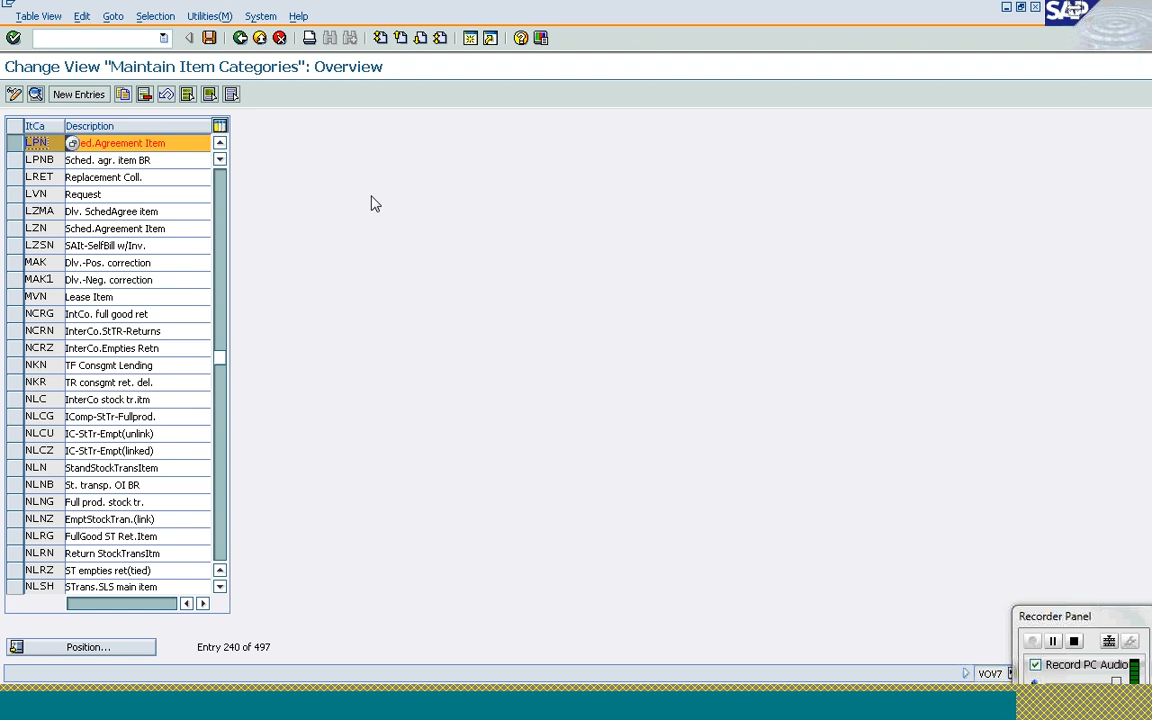 Table View Edit Goto Selection Utilities(M) System Help
SAP
Change View "Maintain Item Categories": Overview
New Entries
ItCa Description
LPN ed.Agreement Item
LPNB Sched. agr. item BR
LRET Replacement Coll.
LVN Request
LZMA Dlv. SchedAgree item
LZN Sched.Agreement Item
LZSN SAIt-SelfBill w/Inv.
MAK Dlv.-Pos. correction
MAK1 Dlv.-Neg. correction
MVN Lease Item
NCRG IntCo. full good ret
NCRN InterCo.StTR-Returns
NCRZ InterCo.Empties Retn
NKN TF Consgmt Lending
NKR TR consgmt ret. del.
NLC InterCo stock tr.itm
NLCG IComp-StTr-Fullprod.
NLCU IC-StTr-Empt(unlink)
NLCZ IC-StTr-Empt(linked)
NLN StandStockTransItem
NLNB St. transp. OI BR
NLNG Full prod. stock tr.
NLNZ EmptStockTran.(link)
NLRG FullGood ST Ret.Item
NLRN Return StockTransItm
NLRZ ST empties ret(tied)
NLSH STrans.SLS main item
Position... Entry 240 of 497
Recorder Panel
Record PC Audio
VOV7